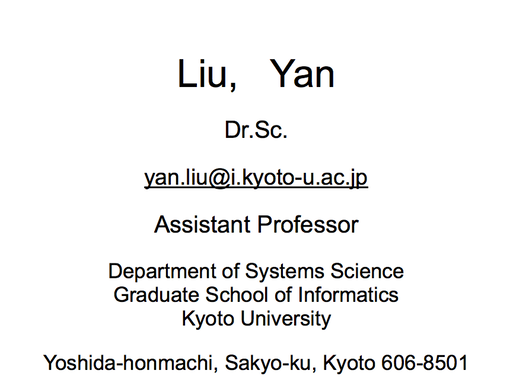 Liu, Yan
Dr.Sc.
yan.liu@i.kyoto-u.ac.jp
Assistant Professor
Department of Systems Science
Graduate School of Informatics
Kyoto University
Yoshida-honmachi, Sakyo-ku, Kyoto 606-8501